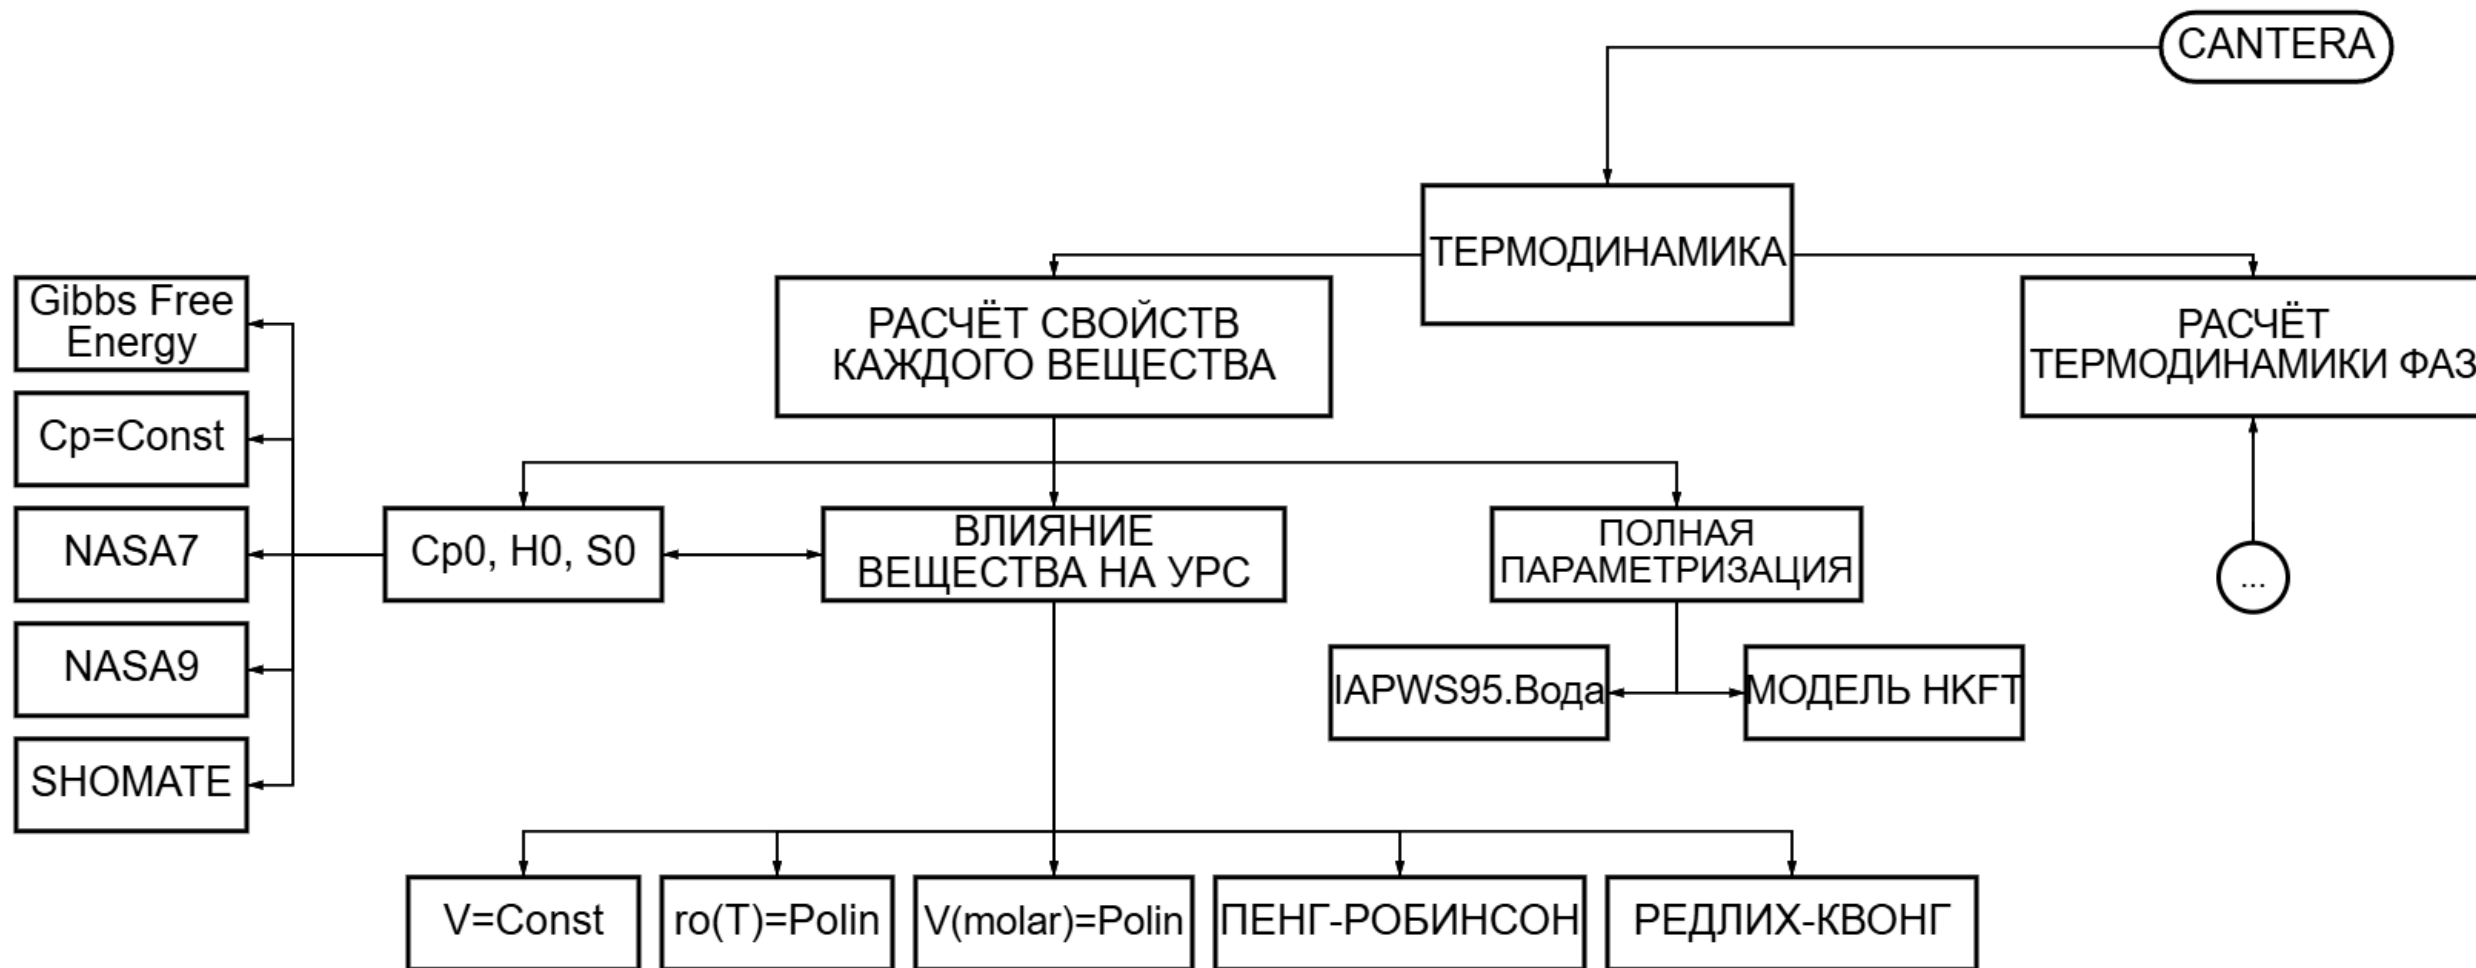 CANTERA
ТЕРМОДИНАМИКА
РАСЧЁТ СВОЙСТВ
КАЖДОГО ВЕЩЕСТВА
РАСЧЁТ
ТЕРМОДИНАМИКИ ФАЗ
Gibbs Free
Energy
Cp=Const
NASA7
NASA9
SHOMATE
Cp0, H0, S0
ВЛИЯНИЕ
ВЕЩЕСТВА НА УРС
ПОЛНАЯ
ПАРАМЕТРИЗАЦИЯ
...
IAPWS95.Вода
МОДЕЛЬ HKFT
V=Const
ro(T)=Polin
V(molar)=Polin
ПЕНГ-РОБИНСОН
РЕДЛИХ-КВОНГ